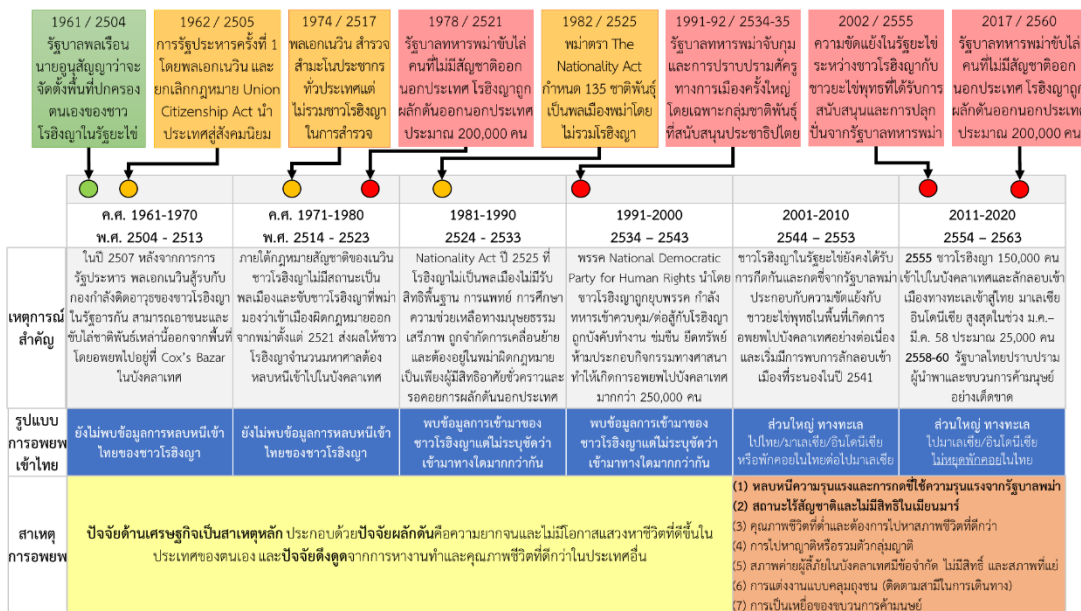 1961 / 2504
รัฐบาลพลเรือน
นายอูนุสัญญาว่าจะ
จัดตั้งพื้นที่ปกครอง
ตนเองของชาว
โรฮิงญาในรัฐยะไข่
1962 / 2505
การรัฐประหารครั้งที่ 1
โดยพลเอกเนวิน และ
ยกเลิกกฎหมาย Union
Citizenship Act นำ
ประเทศสู่สังคมนิยม
1974 / 2517
พลเอกเนวิน สำรวจ
สำมะโนประชากร
ทั่วประเทศแต่
ไม่รวมชาวโรฮิงญา
ในการสำรวจ
1978 / 2521
รัฐบาลทหารพม่าขับไล่
คนที่ไม่มีสัญชาติออก
นอกประเทศ โรฮิงญาถูก
ผลักดันออกนอกประเทศ
ประมาณ 200,000 คน
1982 / 2525
พม่าตรา The
Nationality Act
กำหนด 135 ชาติพันธุ์
เป็นพลเมืองพม่าโดย
ไม่รวมโรฮิงญา
1991-92 / 2534-35
รัฐบาลทหารพม่าจับกุม
และการปราบปรามศัตรู
ทางการเมืองครั้งใหญ่
โดยเฉพาะกลุ่มชาติพันธุ์
ที่สนับสนุนประชาธิปไตย
2002 / 2555
ความขัดแย้งในรัฐยะไข่
ระหว่างชาวโรฮิงญากับ
ชาวยะไข่พุทธที่ได้รับการ
สนับสนุนและการปลุก
ปั่นจากรัฐบาลทหารพม่า
2017 / 2560
รัฐบาลทหารพม่าขับไล่
คนที่ไม่มีสัญชาติออก
นอกประเทศ โรฮิงญาถูก
ผลักดันออกนอกประเทศ
ประมาณ 200,000 คน
ค.ศ. 1961-1970
พ.ศ. 2504 - 2513
ค.ศ. 1971-1980
พ.ศ. 2514 - 2523
1981-1990
2524 - 2533
1991-2000
2534 – 2543
2001-2010
2544 – 2553
2011-2020
2554 – 2563
เหตุการณ์
สำคัญ
ในปี 2507 หลังจากการการ
รัฐประหาร พลเอกเนวินสู้รบกับ
กองกำลังติดอาวุธของชาวโรฮิงญา
ในรัฐอารกัน สามารถเอาชนะและ
ขับไล่ชาติพันธ์เหล่านี้ออกจากพื้นที่
โดยอพยพไปอยู่ที่ Cox's Bazar
ในบังคลาเทศ
ภายใต้กฎหมายสัญชาติของเนวิน
ชาวโรฮิงญาไม่มีสถานะเป็น
พลเมืองและขับชาวโรฮิงญาที่พม่า
มองว่าเข้าเมืองผิดกฎหมายออก
จากพม่าตั้งแต่ 2521 ส่งผลให้ชาว
โรฮิงญาจำนวนมหาศาลต้อง
หลบหนีเข้าไปในบังคลาเทศ
Nationality Act ปี 2525 ที่
โรฮิงญาไม่เป็นพลเมืองไม่มีรับ
สิทธิพื้นฐาน การแพทย์ การศึกษา
ความช่วยเหลือทางมนุษยธรรม
เสรีภาพ ถูกจำกัดการเคลื่อนย้าย
และต้องอยู่ในพม่าผิดกฎหมาย
เป็นเพียงผู้มีสิทธิอาศัยชั่วคราวและ
รอคอยการผลักดันนอกประเทศ
พรรค National Democratic
Party for Human Rights นำโดย
ชาวโรฮิงญาถูกยุบพรรค กำลัง
ทหารเข้าควบคุม/ต่อสู้กับโรฮิงญา
ถูกบังคับทำงาน ข่มขืน ยึดทรัพย์
ห้ามประกอบกิจกรรมทางศาสนา
ทำให้เกิดการอพยพไปบังคลาเทศ
มากกว่า 250,000 คน
ชาวโรฮิงญาในรัฐยะไข่ยังคงได้รับ
การกีดกันและกดขี่จากรัฐบาลพม่า
ประกอบกับความขัดแย้งกับ
ชาวยะไข่พุทธในพื้นที่เกิดการ
อพยพไปบังคลาเทศอย่างต่อเนื่อง
และเริ่มมีการพบการลักลอบเข้า
เมืองที่ระนองในปี 2541
2555 ชาวโรฮิงญา 150,000 คน
เข้าไปในบังคลาเทศและลักลอบเข้า
เมืองทางทะเลเข้าสู่ไทย มาเลเซีย
อินโดนีเซีย สูงสุดในช่วง ม.ค.–
มี.ค. 58 ประมาณ 25,000 คน
2558-60 รัฐบาลไทยปราบปราม
ผู้นำพาและขบวนการค้ามนุษย์
อย่างเด็ดขาด
รูปแบบ
การอพยพ
เข้าไทย
ยังไม่พบข้อมูลการหลบหนีเข้า
ไทยของชาวโรฮิงญา
ยังไม่พบข้อมูลการหลบหนีเข้า
ไทยของชาวโรฮิงญา
พบข้อมูลการเข้ามาของ
ชาวโรฮิงญาแต่ไม่ระบุชัดว่า
เข้ามาทางใดมากกว่ากัน
พบข้อมูลการเข้ามาของ
ชาวโรฮิงญาแต่ไม่ระบุชัดว่า
เข้ามาทางใดมากกว่ากัน
ส่วนใหญ่ ทางทะเล
ไปไทย/มาเลเซีย/อินโดนีเซีย
หรือพักคอยในไทยต่อไปมาเลเซีย
ส่วนใหญ่ ทางทะเล
ไปมาเลเซีย/อินโดนีเซีย
ไม่หยุดพักคอยในไทย
สาเหตุ
การอพยพ
ปัจจัยด้านเศรษฐกิจเป็นสาเหตุหลัก ประกอบด้วยปัจจัยผลักดันคือความยากจนและไม่มีโอกาสแสวงหาชีวิตที่ดีขึ้นใน
ประเทศของตนเอง และปัจจัยดึงดูดจากการหางานทำและคุณภาพชีวิตที่ดีกว่าในประเทศอื่น
(1) หลบหนีความรุนแรงและการกดขี่ใช้ความรุนแรงจากรัฐบาลพม่า
(2) สถานะไร้สัญชาติและไม่มีสิทธิในเมียนมาร์
(3) คุณภาพชีวิตที่ต่ำและต้องการไปหาสภาพชีวิตที่ดีกว่า
(4) การไปหาญาติหรือรวมตัวกลุ่มญาติ
(5) สภาพค่ายผู้ลี้ภัยในบังคลาเทศมีข้อจำกัด ไม่มีสิทธิ์ และสภาพที่แย่
(6) การแต่งงานแบบคลุมถุงชน (ติดตามสามีในการเดินทาง)
(7) การเป็นเหยื่อของขบวนการค้ามนุษย์